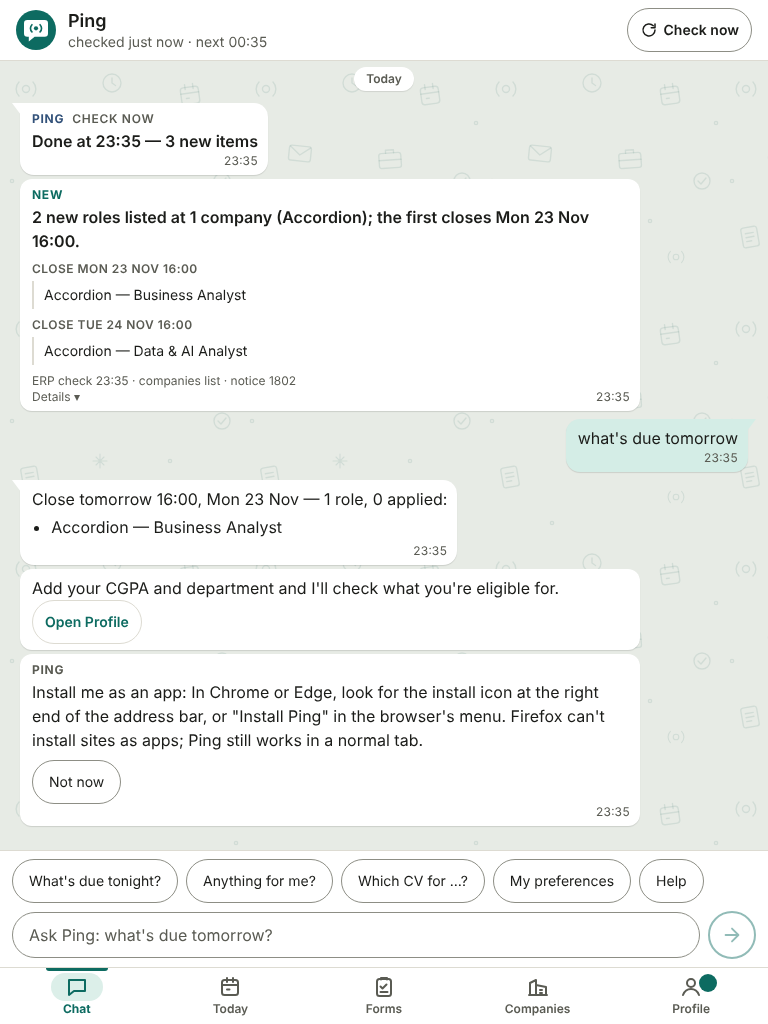 Ping
checked just now · next 00:35
Check now
Today
PING CHECK NOW
Done at 23:35 — 3 new items
23:35
NEW
2 new roles listed at 1 company (Accordion); the first closes Mon 23 Nov
16:00.
CLOSE MON 23 NOV 16:00
Accordion — Business Analyst
CLOSE TUE 24 NOV 16:00
Accordion — Data & AI Analyst
ERP check 23:35 · companies list · notice 1802
Details ▾
23:35
what's due tomorrow
23:35
Close tomorrow 16:00, Mon 23 Nov — 1 role, 0 applied:
• Accordion — Business Analyst
23:35
Add your CGPA and department and I'll check what you're eligible for.
Open Profile
PING
Install me as an app: In Chrome or Edge, look for the install icon at the right
end of the address bar, or "Install Ping" in the browser's menu. Firefox can't
install sites as apps; Ping still works in a normal tab.
Not now
23:35
What's due tonight?
Anything for me?
Which CV for ...?
My preferences
Help
Ask Ping: what's due tomorrow?
Chat
Today
Forms
Companies
Profile